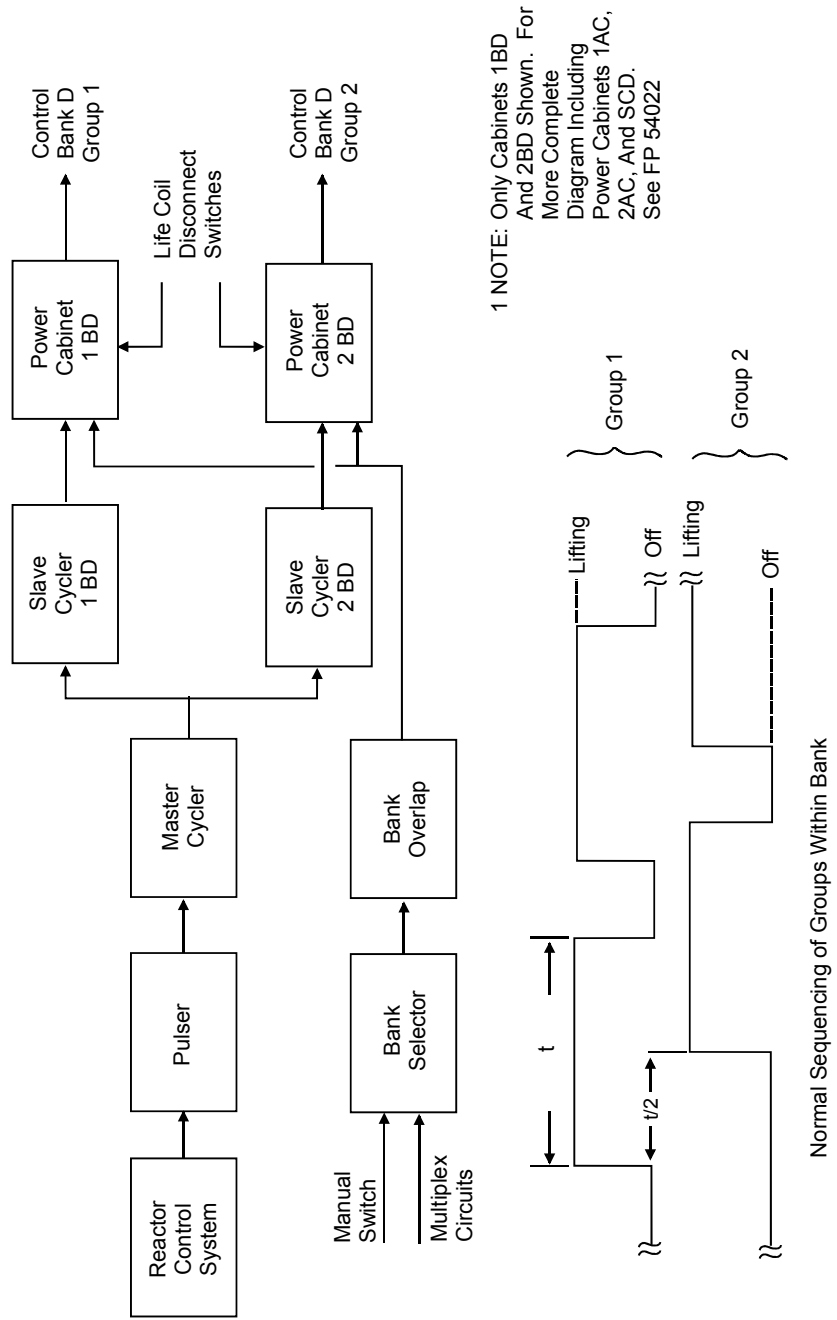 Reactor
Control
System
Pulser
Master
Cycler
Slave
Cycler
1 BD
Power
Cabinet
1 BD
Control
Bank D
Group 1
Life Coil
Disconnect
Switches
Slave
Cycler
2 BD
Power
Cabinet
2 BD
Control
Bank D
Group 2
Manual
Switch
Multiplex
Circuits
Bank
Selector
Bank
Overlap
1 NOTE: Only Cabinets 1BD
And 2BD Shown. For
More Complete
Diagram Including
Power Cabinets 1AC,
2AC, And SCD.
See FP 54022
t
t/2
Lifting
Off
Group 1
Lifting
Off
Group 2
Normal Sequencing of Groups Within Bank